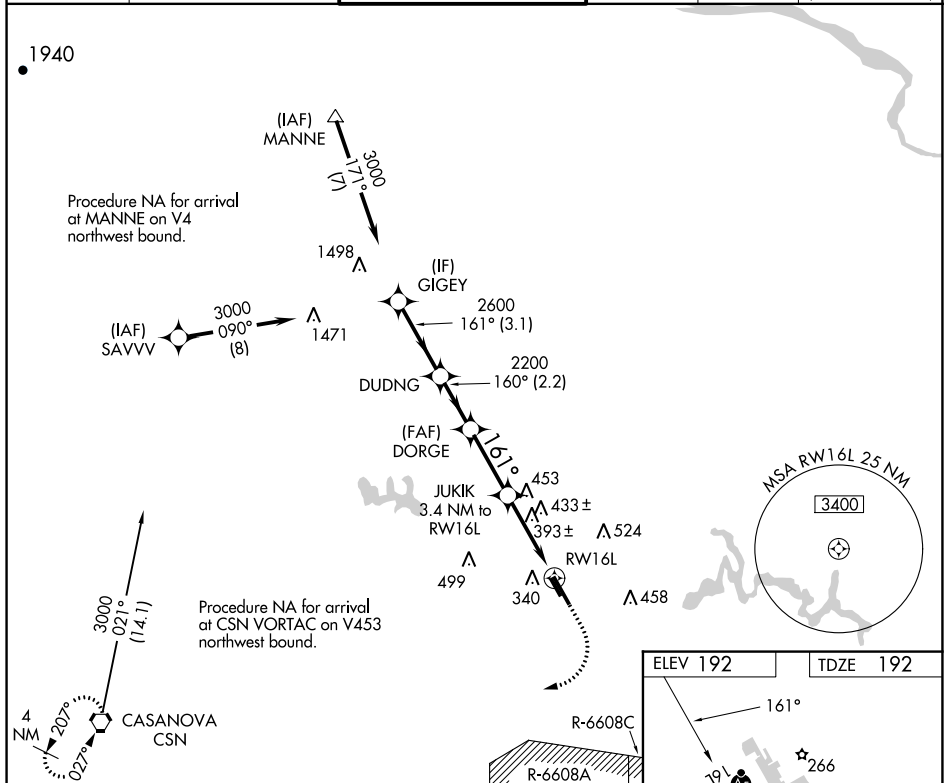 1940
(IAF)
MANNE
3000
171°
(7)
Procedure NA for arrival
at MANNE on V4
northwest bound.
1498
(IF)
GIGEY
2600
161° (3.1)
3000
090°
(8)
(IAF)
SAVVV
1471
2200
160° (2.2)
DUDNG
(FAF)
DORGE
161°
MSA RW16L 25 NM
3400
JUKIK
3.4 NM to
RW16L
453
433±
393±
524
RW16L
499
340
458
3000
021°
(14.1)
Procedure NA for arrival
at CSN VORTAC on V453
northwest bound.
ELEV 192
TDZE 192
161°
4
NM
207°
027°
CASANOVA
CSN
R-6608C
R-6608A
266
16L